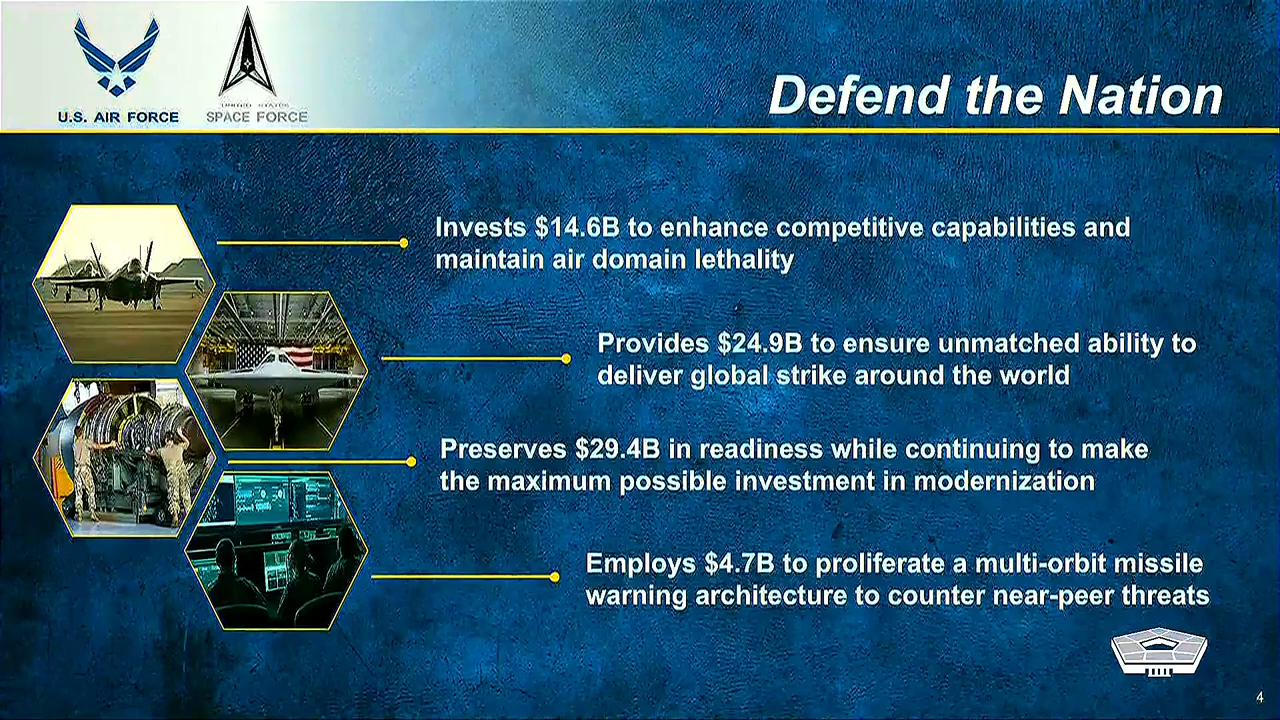 U.S. AIR FORCE
UNITED STATES
SPACE FORCE
Defend the Nation
Invests $14.6B to enhance competitive capabilities and
maintain air domain lethality
Provides $24.9B to ensure unmatched ability to
deliver global strike around the world
Preserves $29.4B in readiness while continuing to make
the maximum possible investment in modernization
Employs $4.7B to proliferate a multi-orbit missile
warning architecture to counter near-peer threats
4